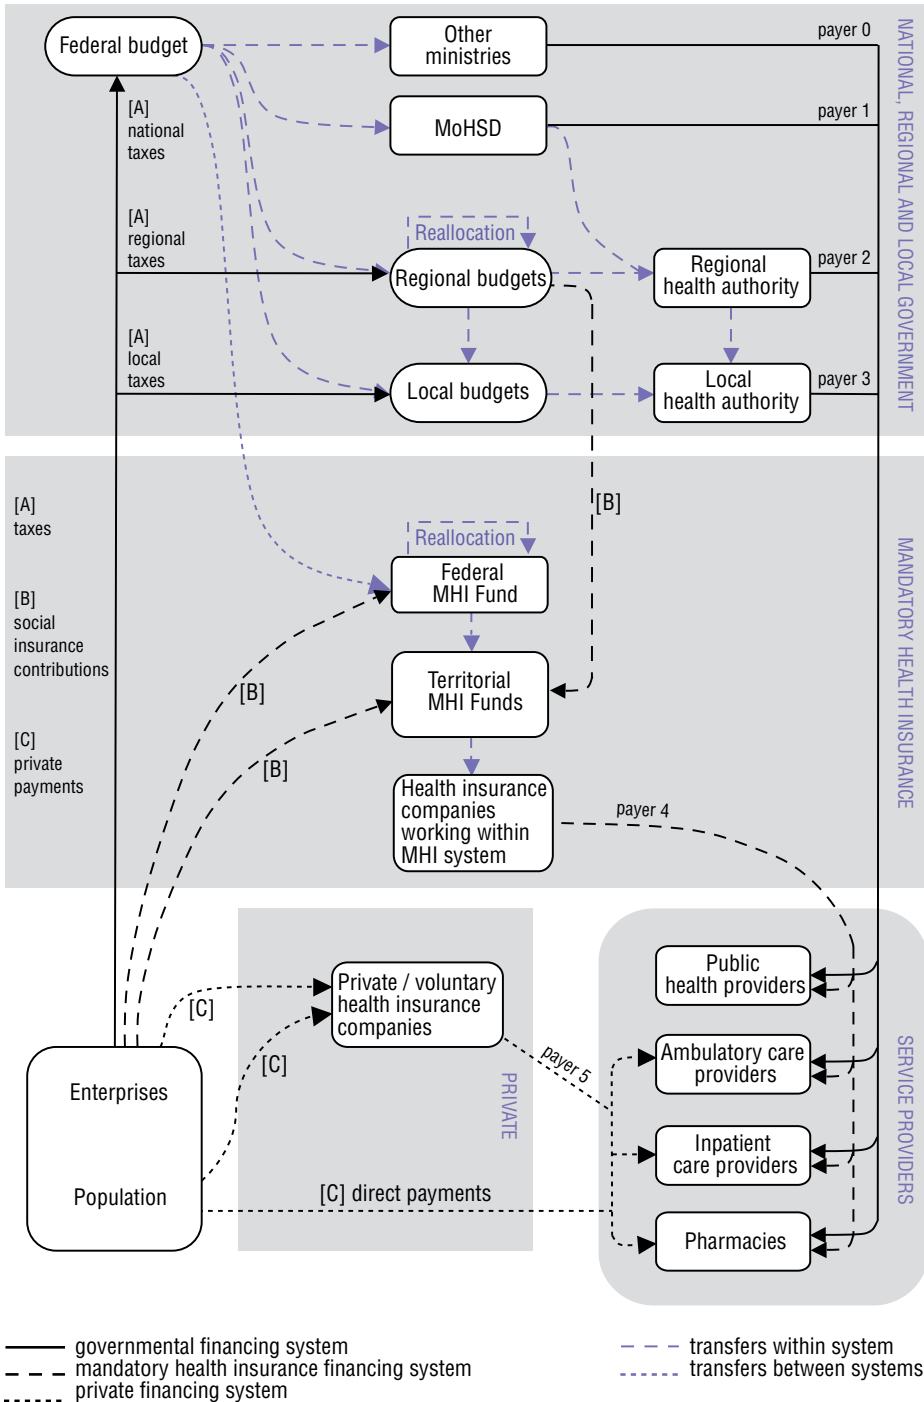 Federal budget
Other
ministries
payer 0
MoHSD
payer 1
[A]
national
taxes
[A]
regional
taxes
Reallocation
Regional budgets
Regional
health authority
payer 2
[A]
local
taxes
Local budgets
Local
health authority
payer 3
NATIONAL, REGIONAL AND LOCAL GOVERNMENT
[A]
taxes
[B]
social
insurance
contributions
[C]
private
payments
[B]
Reallocation
Federal
MHI Fund
[B]
Territorial
MHI Funds
[B]
Health insurance
companies
working within
MHI system
payer 4
MANDATORY HEALTH INSURANCE
Private / voluntary
health insurance
companies
[C]
[C]
payer 5
PRIVATE
Enterprises
Population
[C] direct payments
Public
health providers
Ambulatory care
providers
Inpatient
care providers
Pharmacies
SERVICE PROVIDERS
governmental financing system
mandatory health insurance financing system
private financing system
transfers within system
transfers between systems